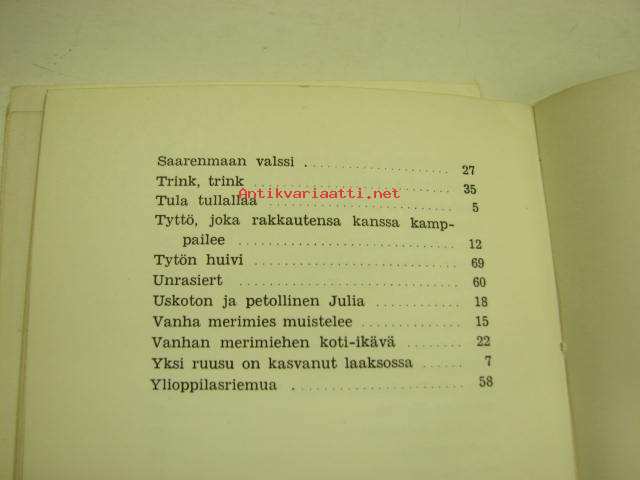 Saarenmaan valssi . . . . . . . . . . . . . . . . . . . . 27
Trink, trink . . . . . . . . . . . . . . . . . . . . . . . . . . 35
Antikvariaatti.net
Tula tullallaa . . . . . . . . . . . . . . . . . . . . . . . . 5
Tyttö, joka rakkautensa kanssa kamp-
pailee . . . . . . . . . . . . . . . . . . . . . . . . . . . 12
Tytön huivi . . . . . . . . . . . . . . . . . . . . . . . . . . 69
Unrasiert . . . . . . . . . . . . . . . . . . . . . . . . . . . 60
Uskoton ja petollinen Julia . . . . . . . . . . . . 18
Vanha merimies muistelee . . . . . . . . . . . . . 15
Vanhan merimiehen koti-ikävä . . . . . . . . . 22
Yksi ruusu on kasvanut laaksossa . . . . . . 7
Ylioppilasriemua . . . . . . . . . . . . . . . . . . . . . 58